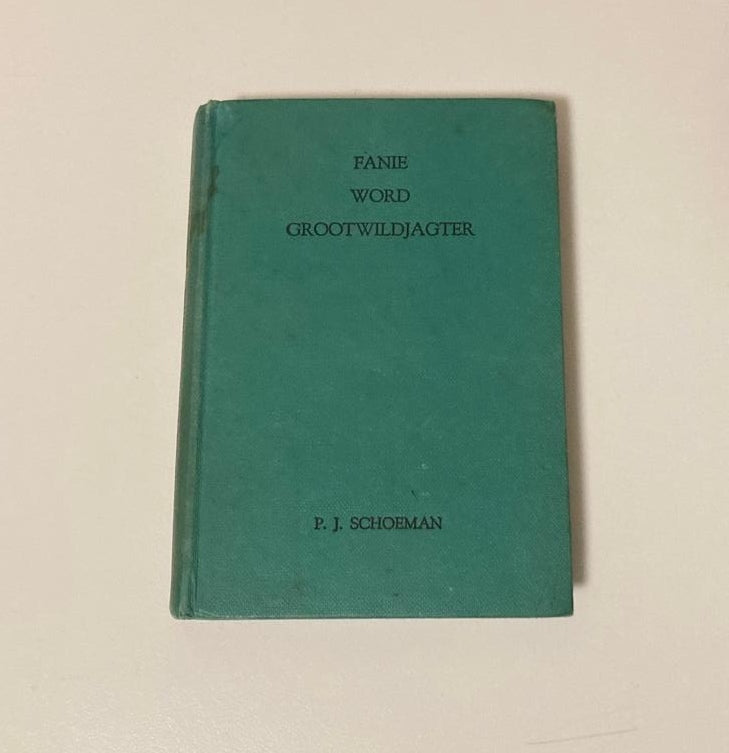 FANIE
WORD
GROOTWILDJAGTER
P. J. SCHOEMAN